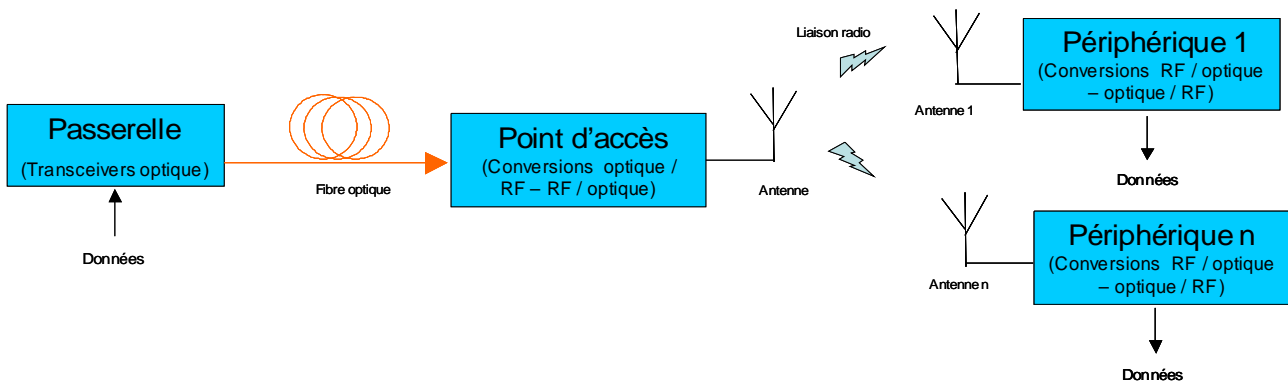 Passerelle
(Transceivers optique)
Données
Fibre optique
Point d'accès
(Conversions optique /
RF – RF / optique)
Antenne
Liaison radio
Antenne 1
Périphérique 1
(Conversions RF / optique
– optique / RF)
Données
Antenne n
Périphérique n
(Conversions RF / optique
– optique / RF)
Données